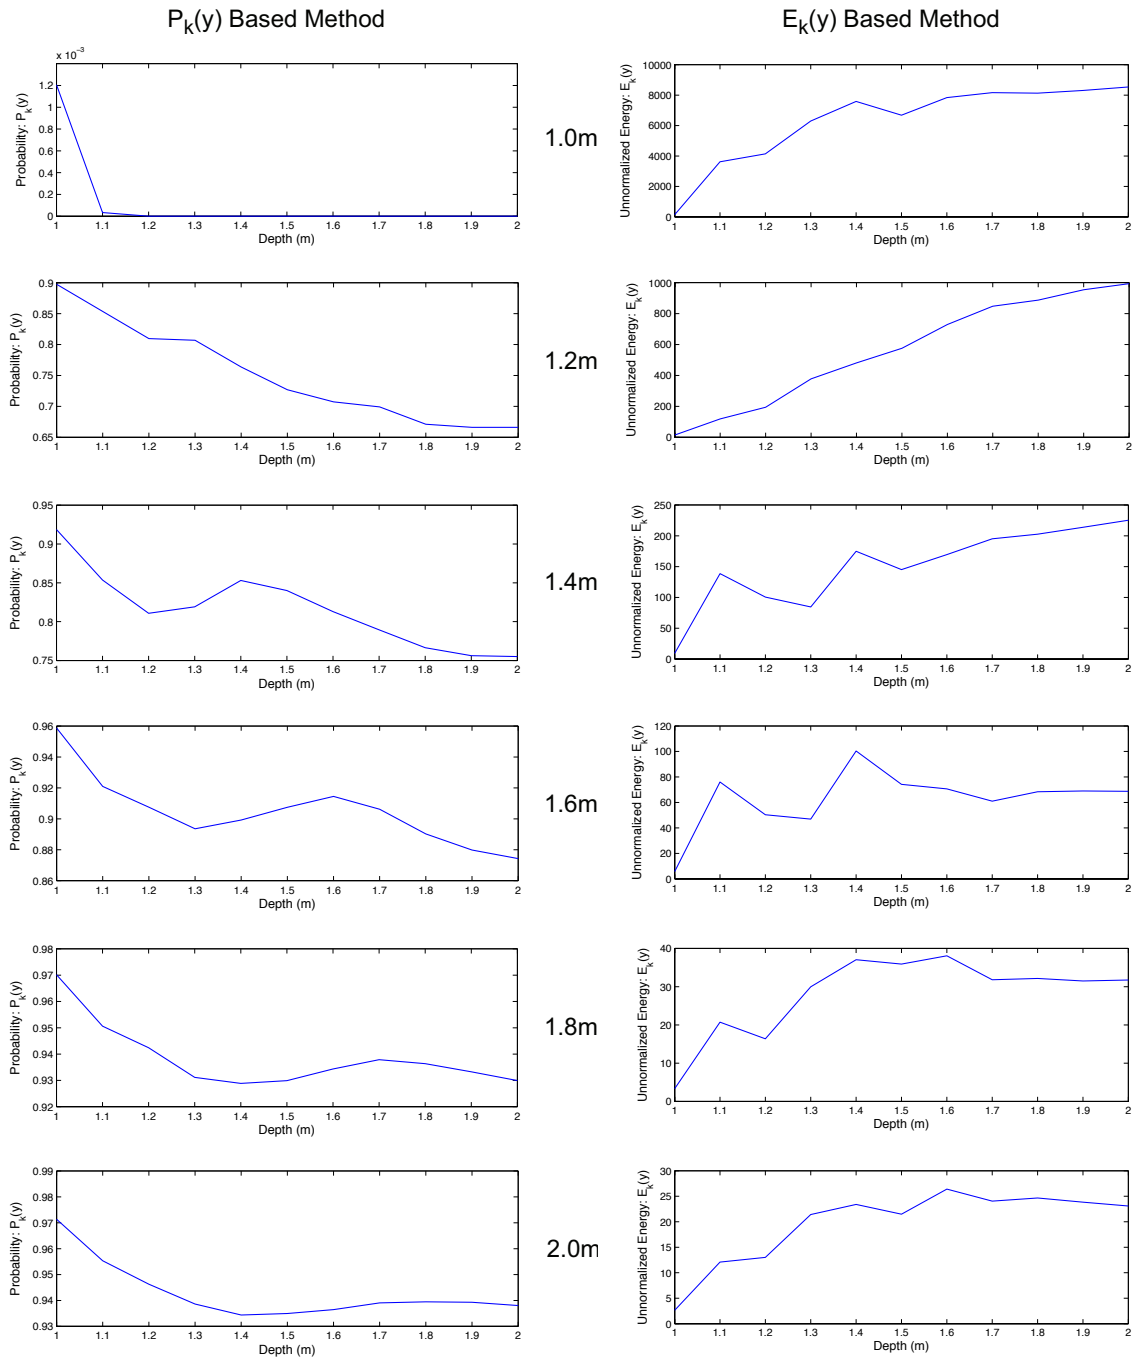 P_k(y) Based Method
E_k(y) Based Method
x 10^-3
Probability: P_k(y)
1.2
1
0.8
0.6
0.4
0.2
0
1 1.1 1.2 1.3 1.4 1.5 1.6 1.7 1.8 1.9 2
Depth (m)
1.0m
Unnormalized Energy: E_k(y)
10000
8000
6000
4000
2000
0
1 1.1 1.2 1.3 1.4 1.5 1.6 1.7 1.8 1.9 2
Depth (m)
Probability: P_k(y)
0.9
0.85
0.8
0.75
0.7
0.65
1 1.1 1.2 1.3 1.4 1.5 1.6 1.7 1.8 1.9 2
Depth (m)
1.2m
Unnormalized Energy: E_k(y)
1000
800
600
400
200
0
1 1.1 1.2 1.3 1.4 1.5 1.6 1.7 1.8 1.9 2
Depth (m)
Probability: P_k(y)
0.95
0.9
0.85
0.8
0.75
1 1.1 1.2 1.3 1.4 1.5 1.6 1.7 1.8 1.9 2
Depth (m)
1.4m
Unnormalized Energy: E_k(y)
250
200
150
100
50
0
1 1.1 1.2 1.3 1.4 1.5 1.6 1.7 1.8 1.9 2
Depth (m)
Probability: P_k(y)
0.96
0.94
0.92
0.9
0.88
0.86
1 1.1 1.2 1.3 1.4 1.5 1.6 1.7 1.8 1.9 2
Depth (m)
1.6m
Unnormalized Energy: E_k(y)
120
100
80
60
40
20
0
1 1.1 1.2 1.3 1.4 1.5 1.6 1.7 1.8 1.9 2
Depth (m)
Probability: P_k(y)
0.98
0.97
0.96
0.95
0.94
0.93
0.92
1 1.1 1.2 1.3 1.4 1.5 1.6 1.7 1.8 1.9 2
Depth (m)
1.8m
Unnormalized Energy: E_k(y)
40
30
20
10
0
1 1.1 1.2 1.3 1.4 1.5 1.6 1.7 1.8 1.9 2
Depth (m)
Probability: P_k(y)
0.99
0.98
0.97
0.96
0.95
0.94
0.93
1 1.1 1.2 1.3 1.4 1.5 1.6 1.7 1.8 1.9 2
Depth (m)
2.0m
Unnormalized Energy: E_k(y)
30
25
20
15
10
5
0
1 1.1 1.2 1.3 1.4 1.5 1.6 1.7 1.8 1.9 2
Depth (m)